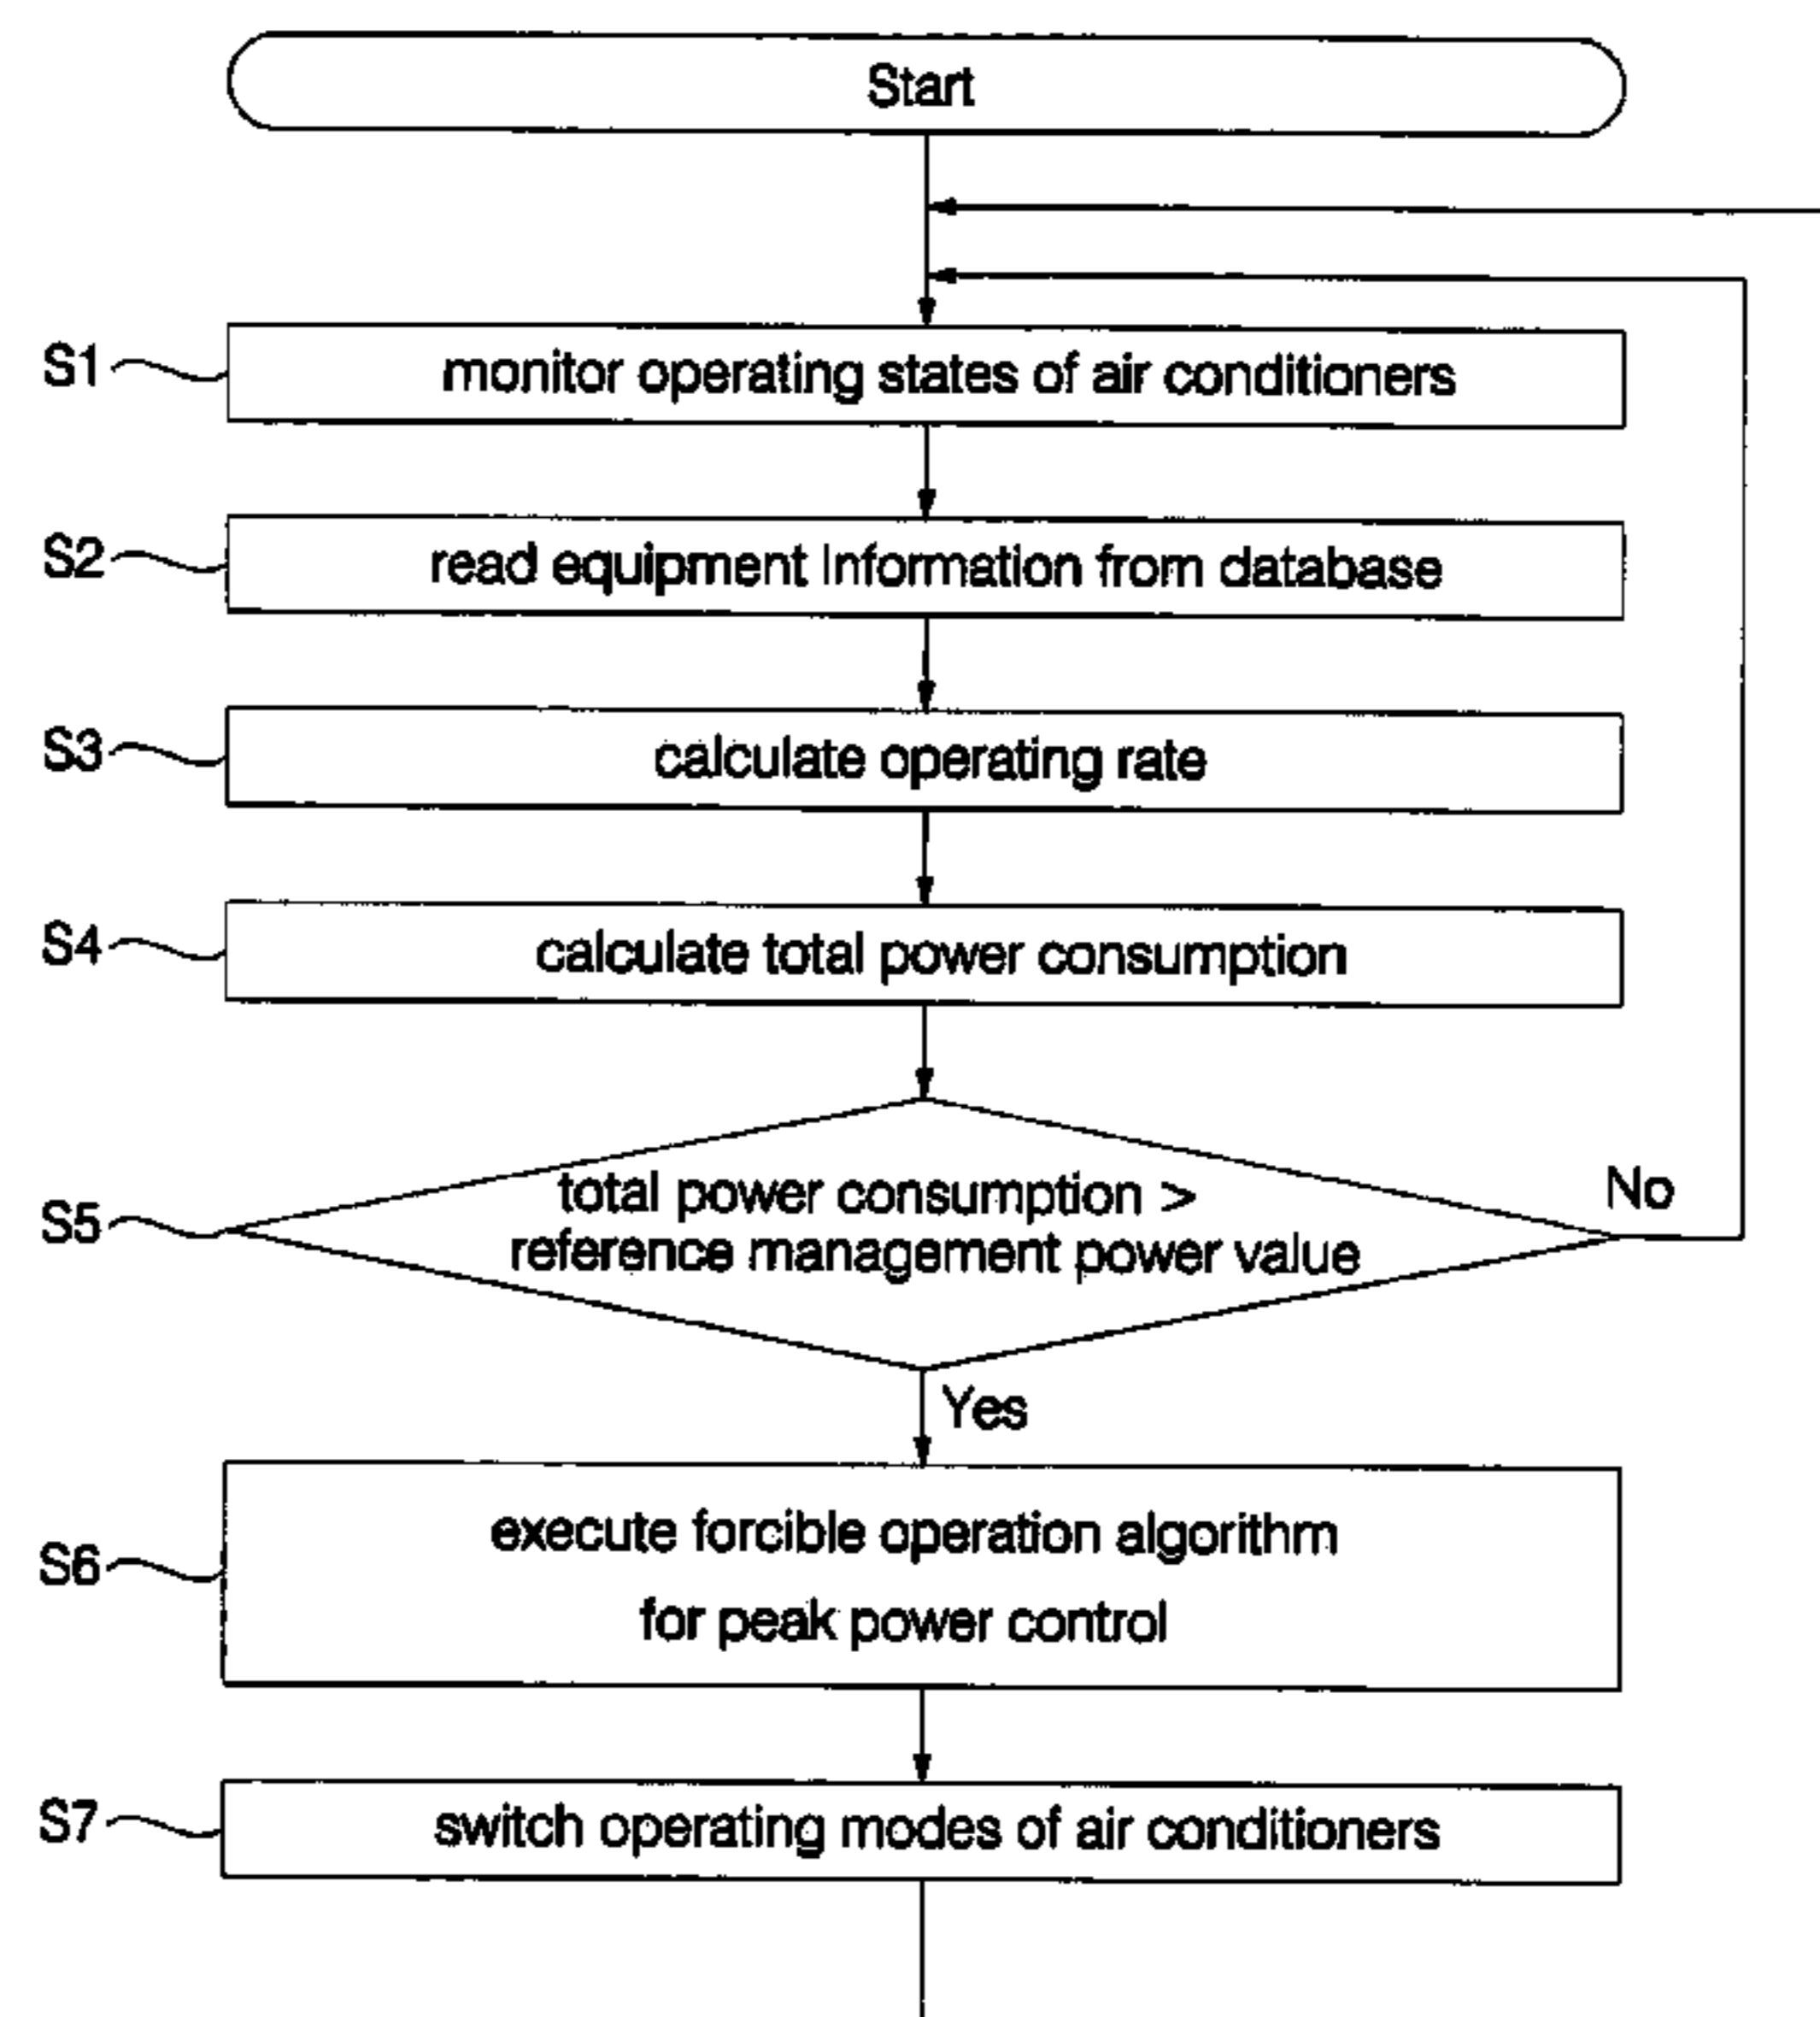 Start
S1
monitor operating states of air conditioners
S2
read equipment Information from database
S3
calculate operating rate
S4
calculate total power consumption
S5
total power consumption >
reference management power value
No
Yes
S6
execute forcible operation algorithm
for peak power control
S7
switch operating modes of air conditioners